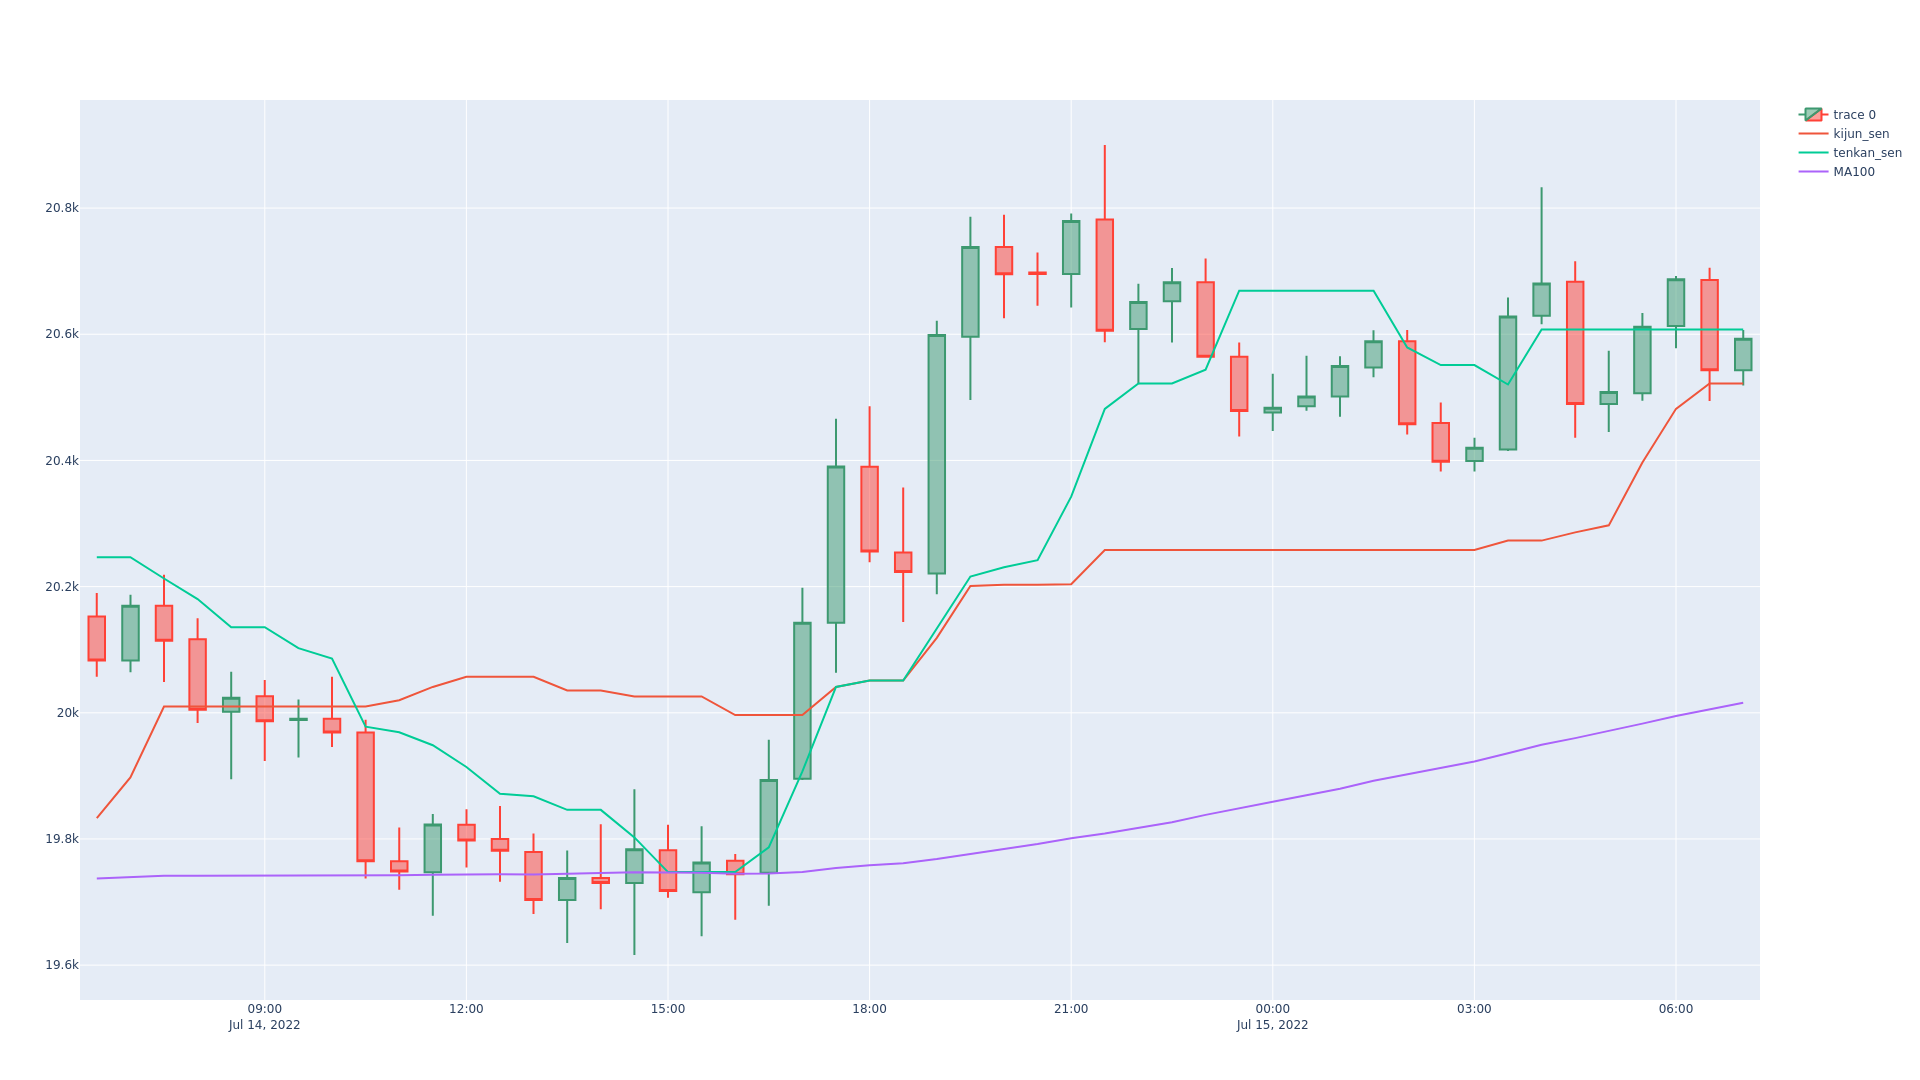 trace 0
kijun_sen
tenkan_sen
MA100
20.8k
20.6k
20.4k
20.2k
20k
19.8k
19.6k
09:00 12:00 15:00 18:00 21:00 00:00 03:00 06:00
Jul 14, 2022 Jul 15, 2022